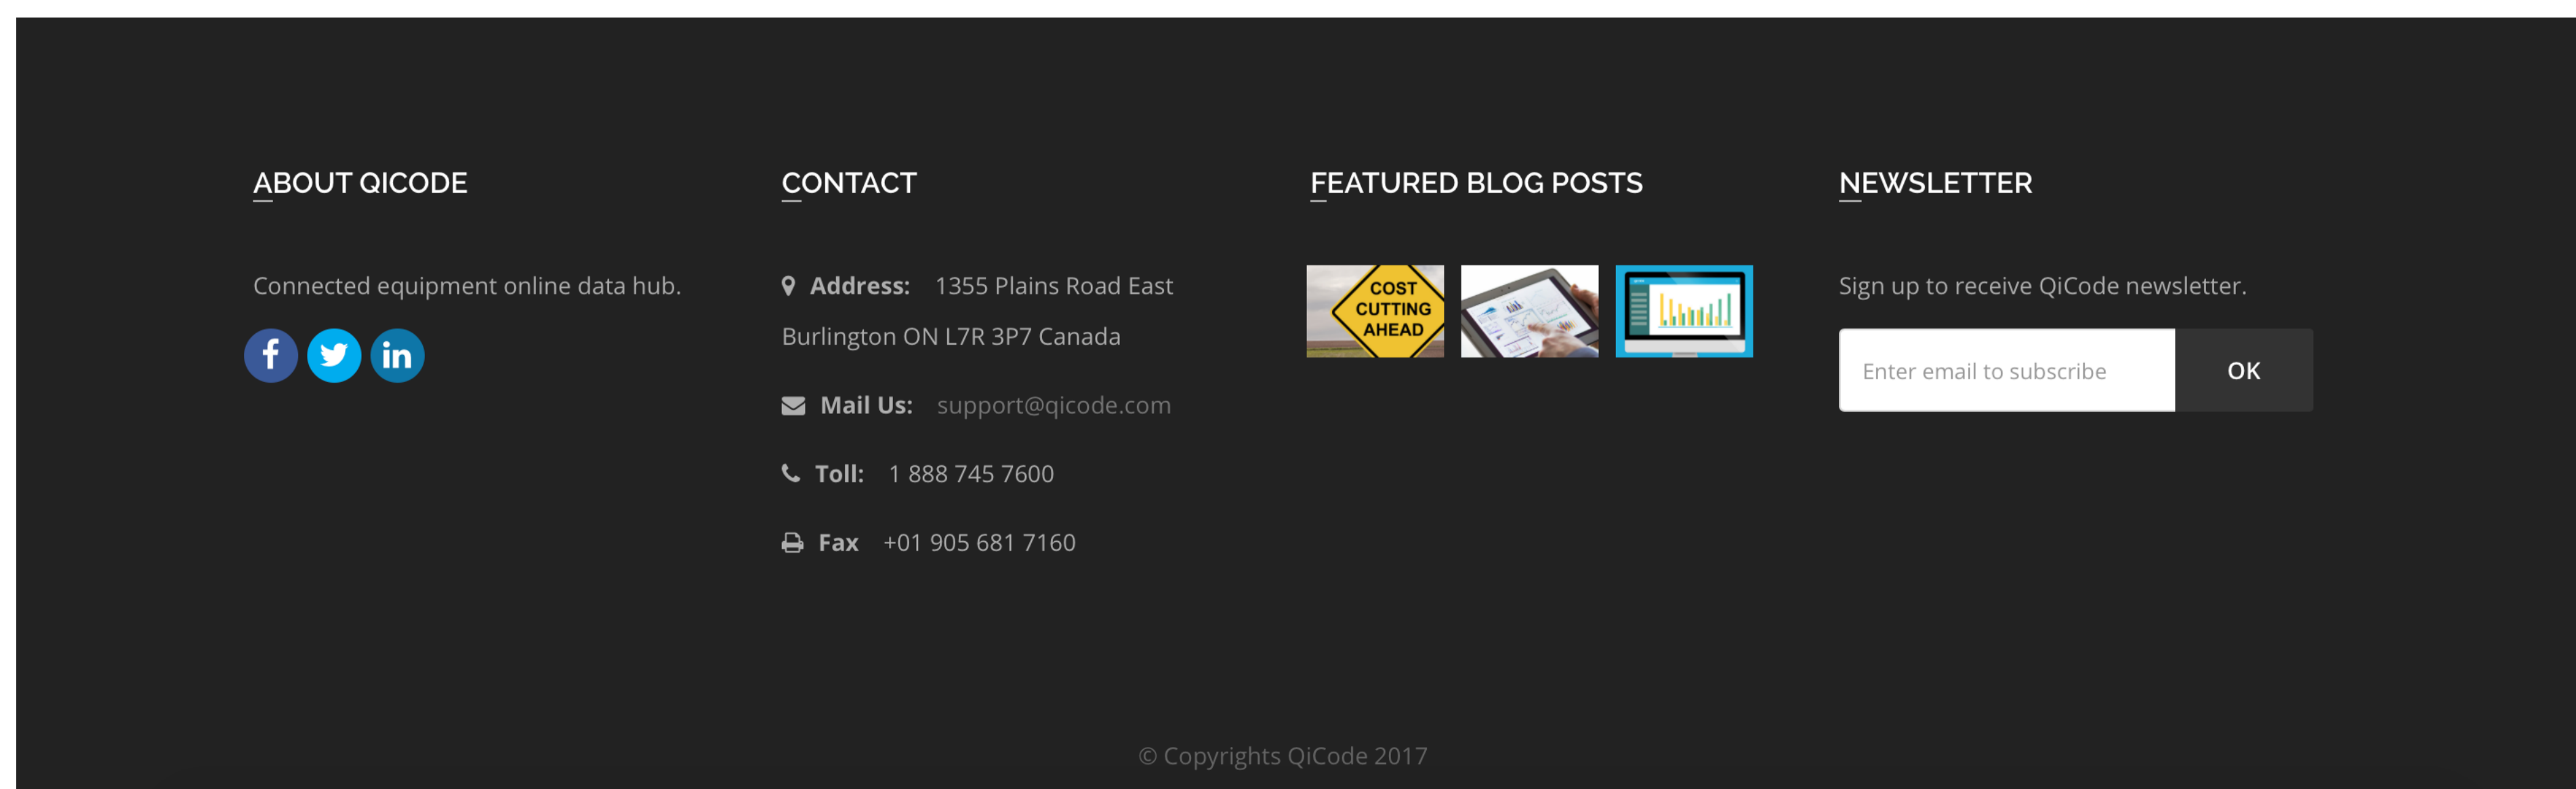 ABOUT QICODE
Connected equipment online data hub.
CONTACT
Address: 1355 Plains Road East
Burlington ON L7R 3P7 Canada
Mail Us: support@qicode.com
Toll: 1 888 745 7600
Fax +01 905 681 7160
FEATURED BLOG POSTS
COST
CUTTING
AHEAD
NEWSLETTER
Sign up to receive QiCode newsletter.
Enter email to subscribe
OK
© Copyrights QiCode 2017